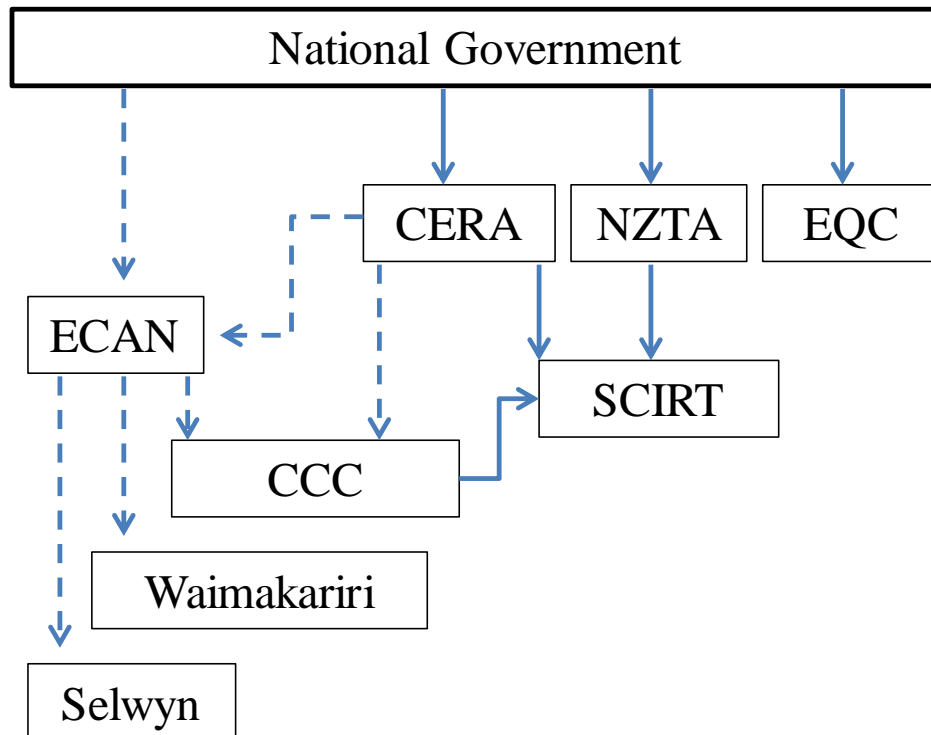 National Government
CERA
NZTA
EQC
ECAN
SCIRT
CCC
Waimakariri
Selwyn